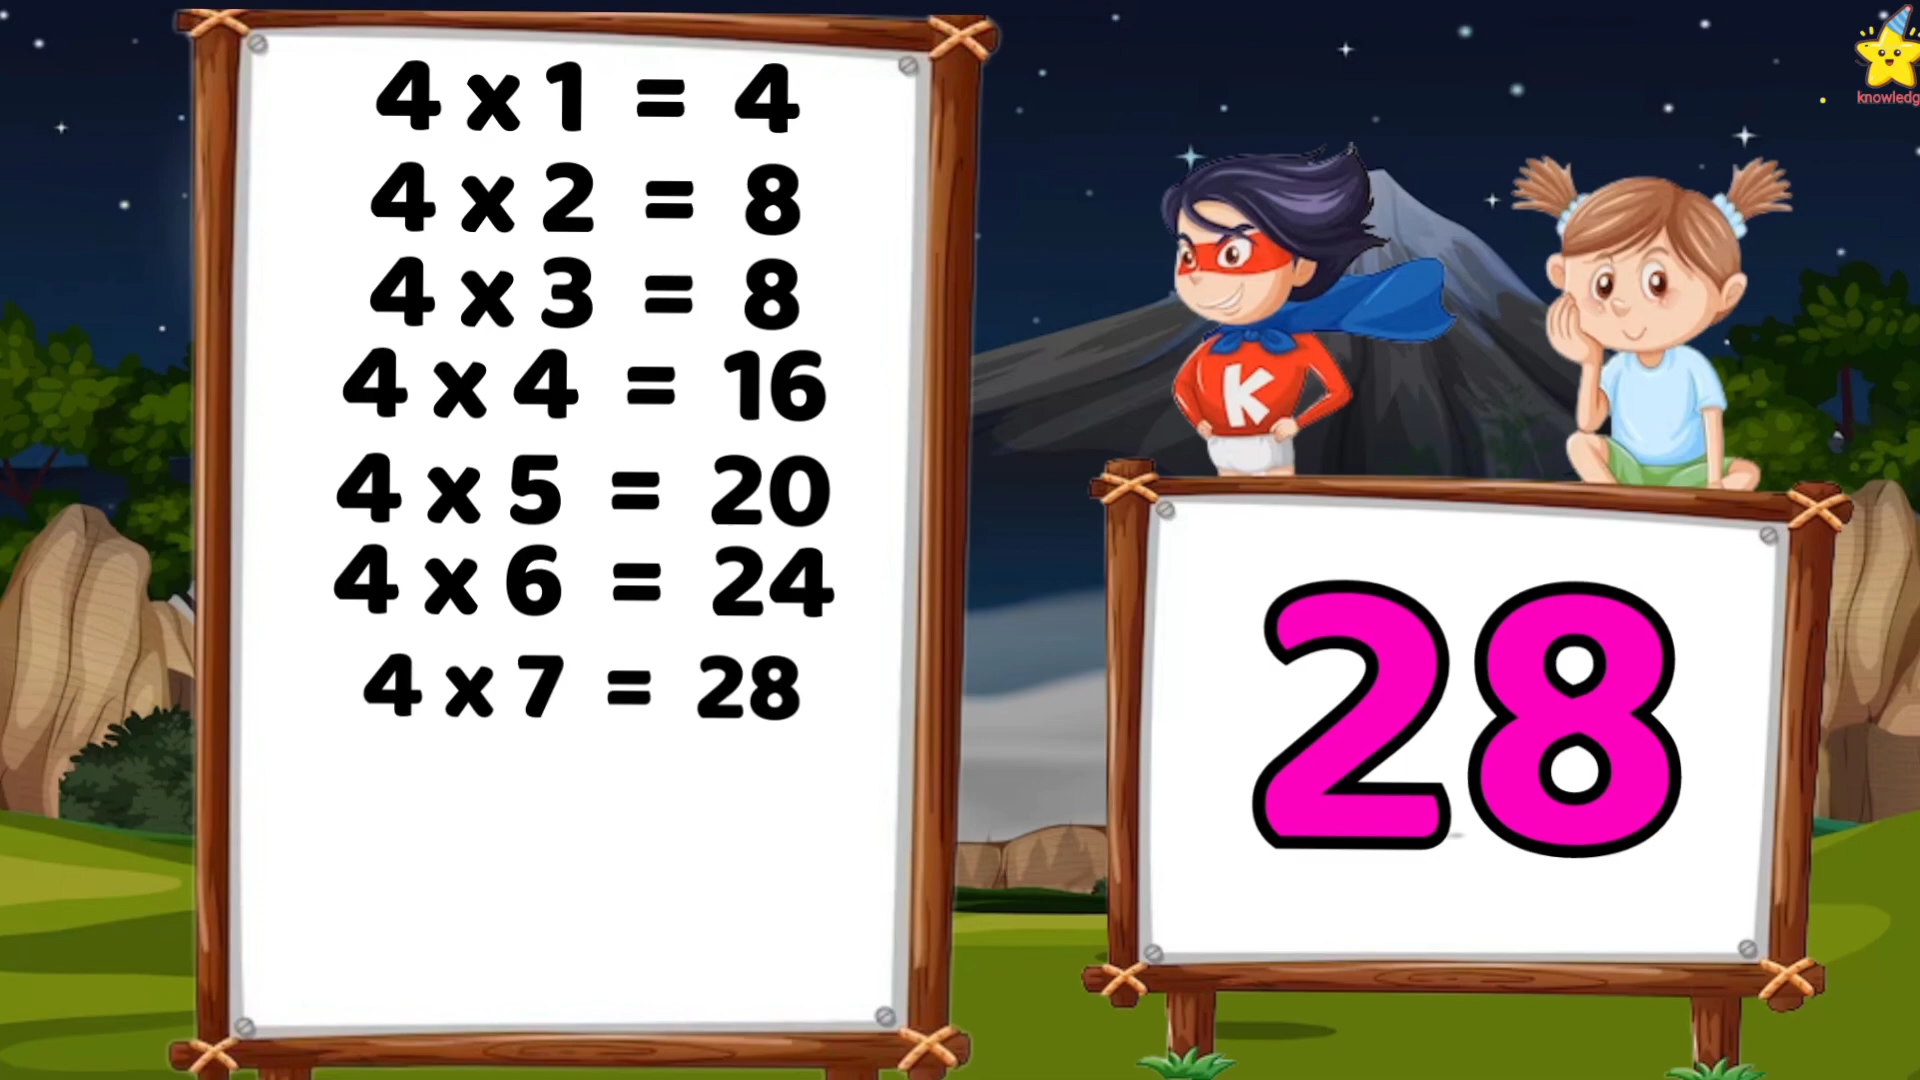 4 x 1 = 4
4 x 2 = 8
4 x 3 = 8
4 x 4 = 16
4 x 5 = 20
4 x 6 = 24
4 x 7 = 28
K
28
knowledg